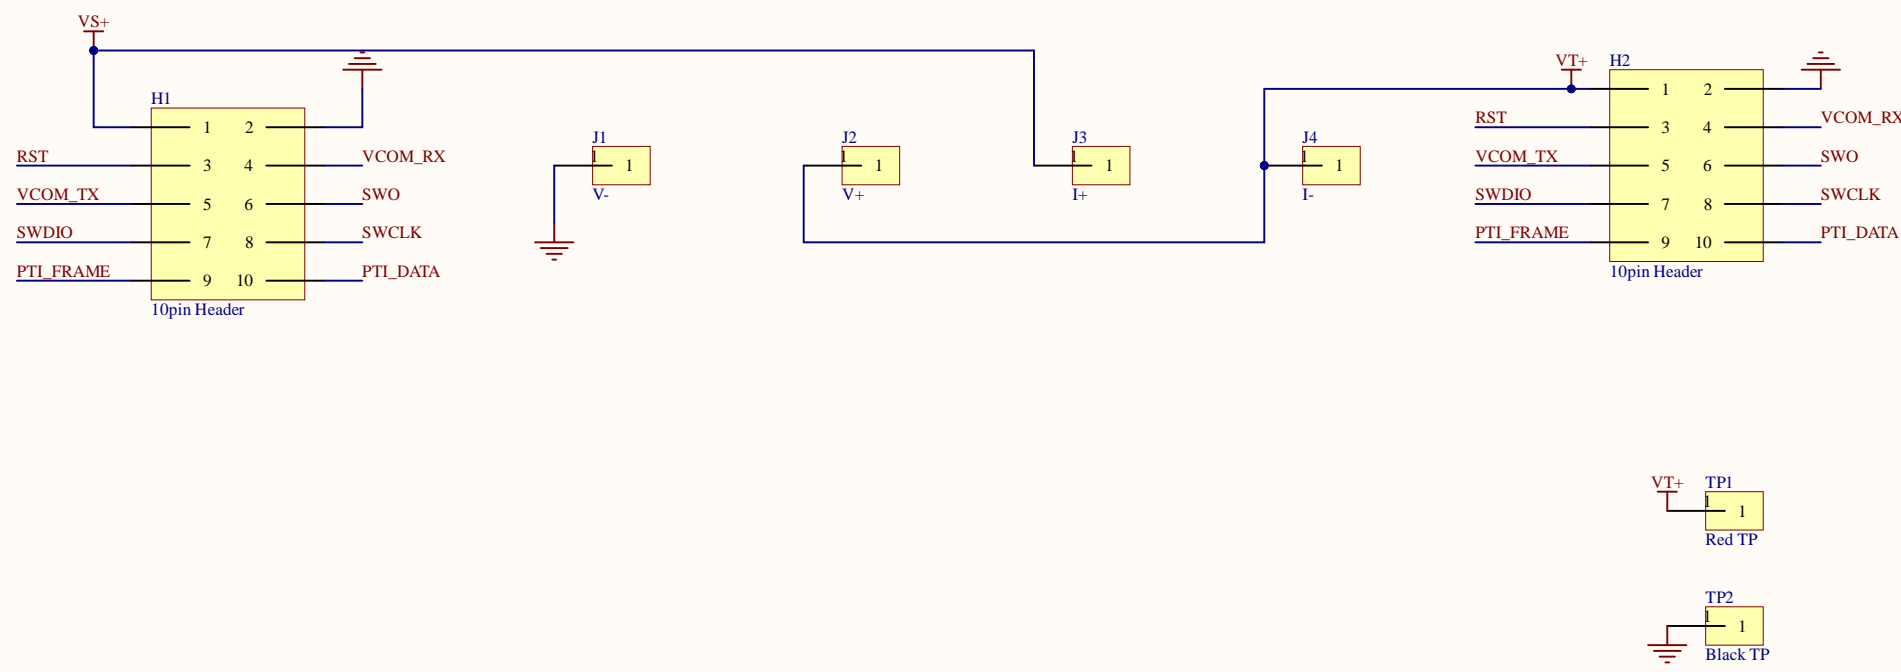 VS+
H1
1 2
RST 3 4 VCOM_RX
VCOM_TX 5 6 SWO
SWDIO 7 8 SWCLK
PTI_FRAME 9 10 PTI_DATA
10pin Header
J1
1 1
V-
J2
1 1
V+
J3
1 1
I+
J4
1 1
I-
VT+
H2
1 2
RST 3 4 VCOM_RX
VCOM_TX 5 6 SWO
SWDIO 7 8 SWCLK
PTI_FRAME 9 10 PTI_DATA
10pin Header
VT+
TP1
1 1
Red TP
TP2
1 1
Black TP